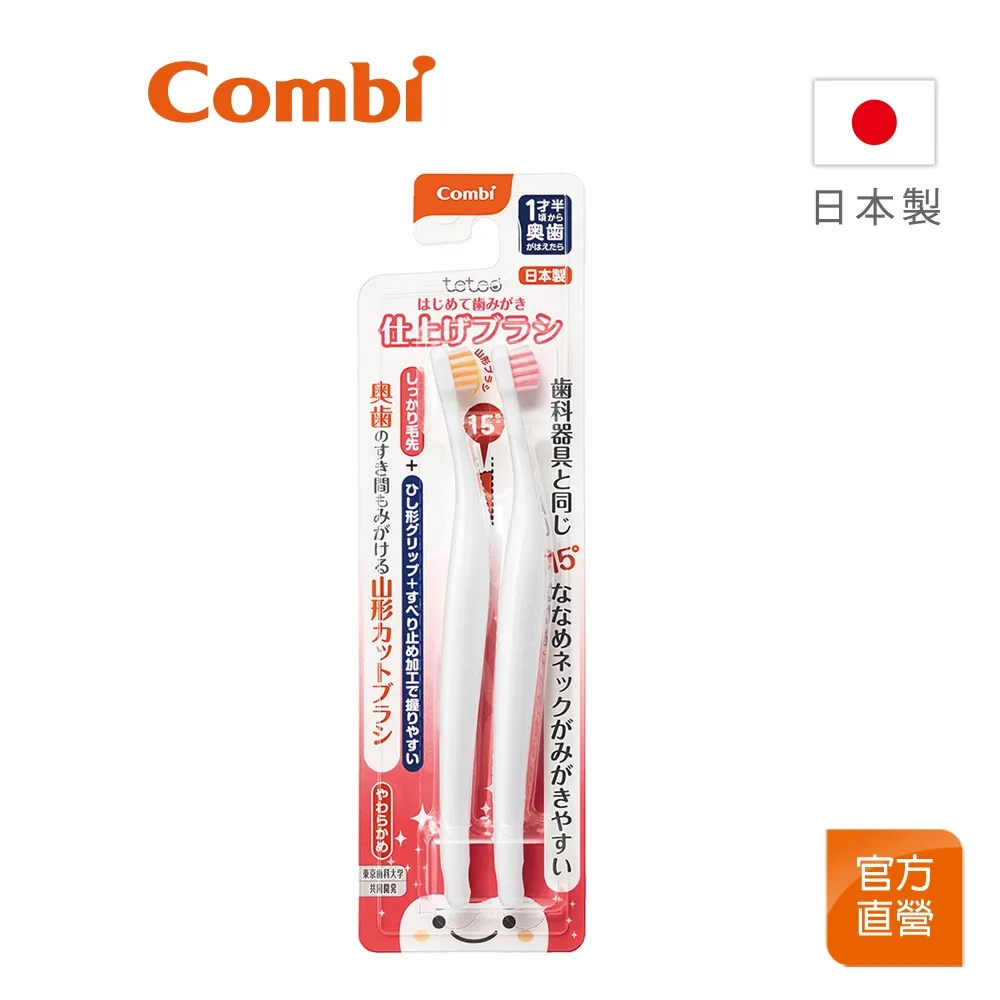 Combi
日本製
Combi
1才半
頃から
奥歯
がはえたら
日本製
teteo
はじめて歯みがき
仕上げブラシ
山形ブラシ
15°
歯科器具と同じ
15°ななめネックがみがきやすい
しっかり毛先
+
ひし形グリップ+すべり止め加工で握りやすい
奥歯のすき間もみがける山形カットブラシ
やわらかめ
東京歯科大学
共同開発
官方
直營